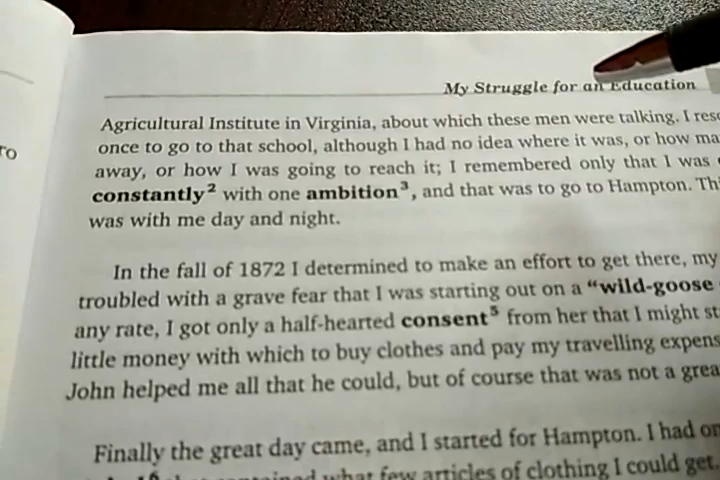 My Struggle for an Education
Agricultural Institute in Virginia, about which these men were talking. I
once to go to that school, although I had no idea where it was, or how
away, or how I was going to reach it; I remembered only that I was
constantly² with one ambition³, and that was to go to Hampton.
was with me day and night.
In the fall of 1872 I determined to make an effort to get there, my
troubled with a grave fear that I was starting out on a “wild-goose
any rate, I got only a half-hearted consent⁵ from her that I might
little money with which to buy clothes and pay my travelling
John helped me all that he could, but of course that was not a
Finally the great day came, and I started for Hampton. I had
what few articles of clothing I could get.